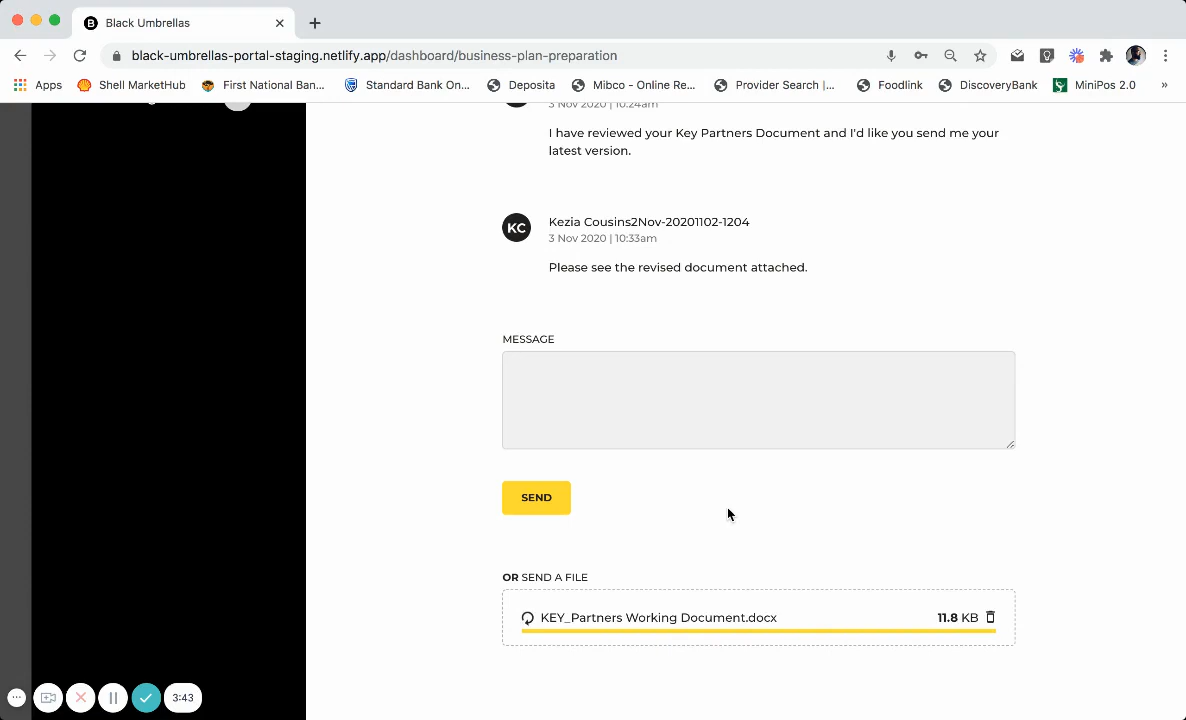 Black Umbrellas
black-umbrellas-portal-staging.netlify.app/dashboard/business-plan-preparation
Apps Shell MarketHub First National Ban... Standard Bank On... Deposita Mibco - Online Re... Provider Search |... Foodlink DiscoveryBank MiniPos 2.0 »
3 Nov 2020 | 10:24am
I have reviewed your Key Partners Document and I'd like you send me your
latest version.
KC Kezia Cousins2Nov-20201102-1204
3 Nov 2020 | 10:33am
Please see the revised document attached.
MESSAGE
SEND
OR SEND A FILE
KEY_Partners Working Document.docx 11.8 KB
3:43